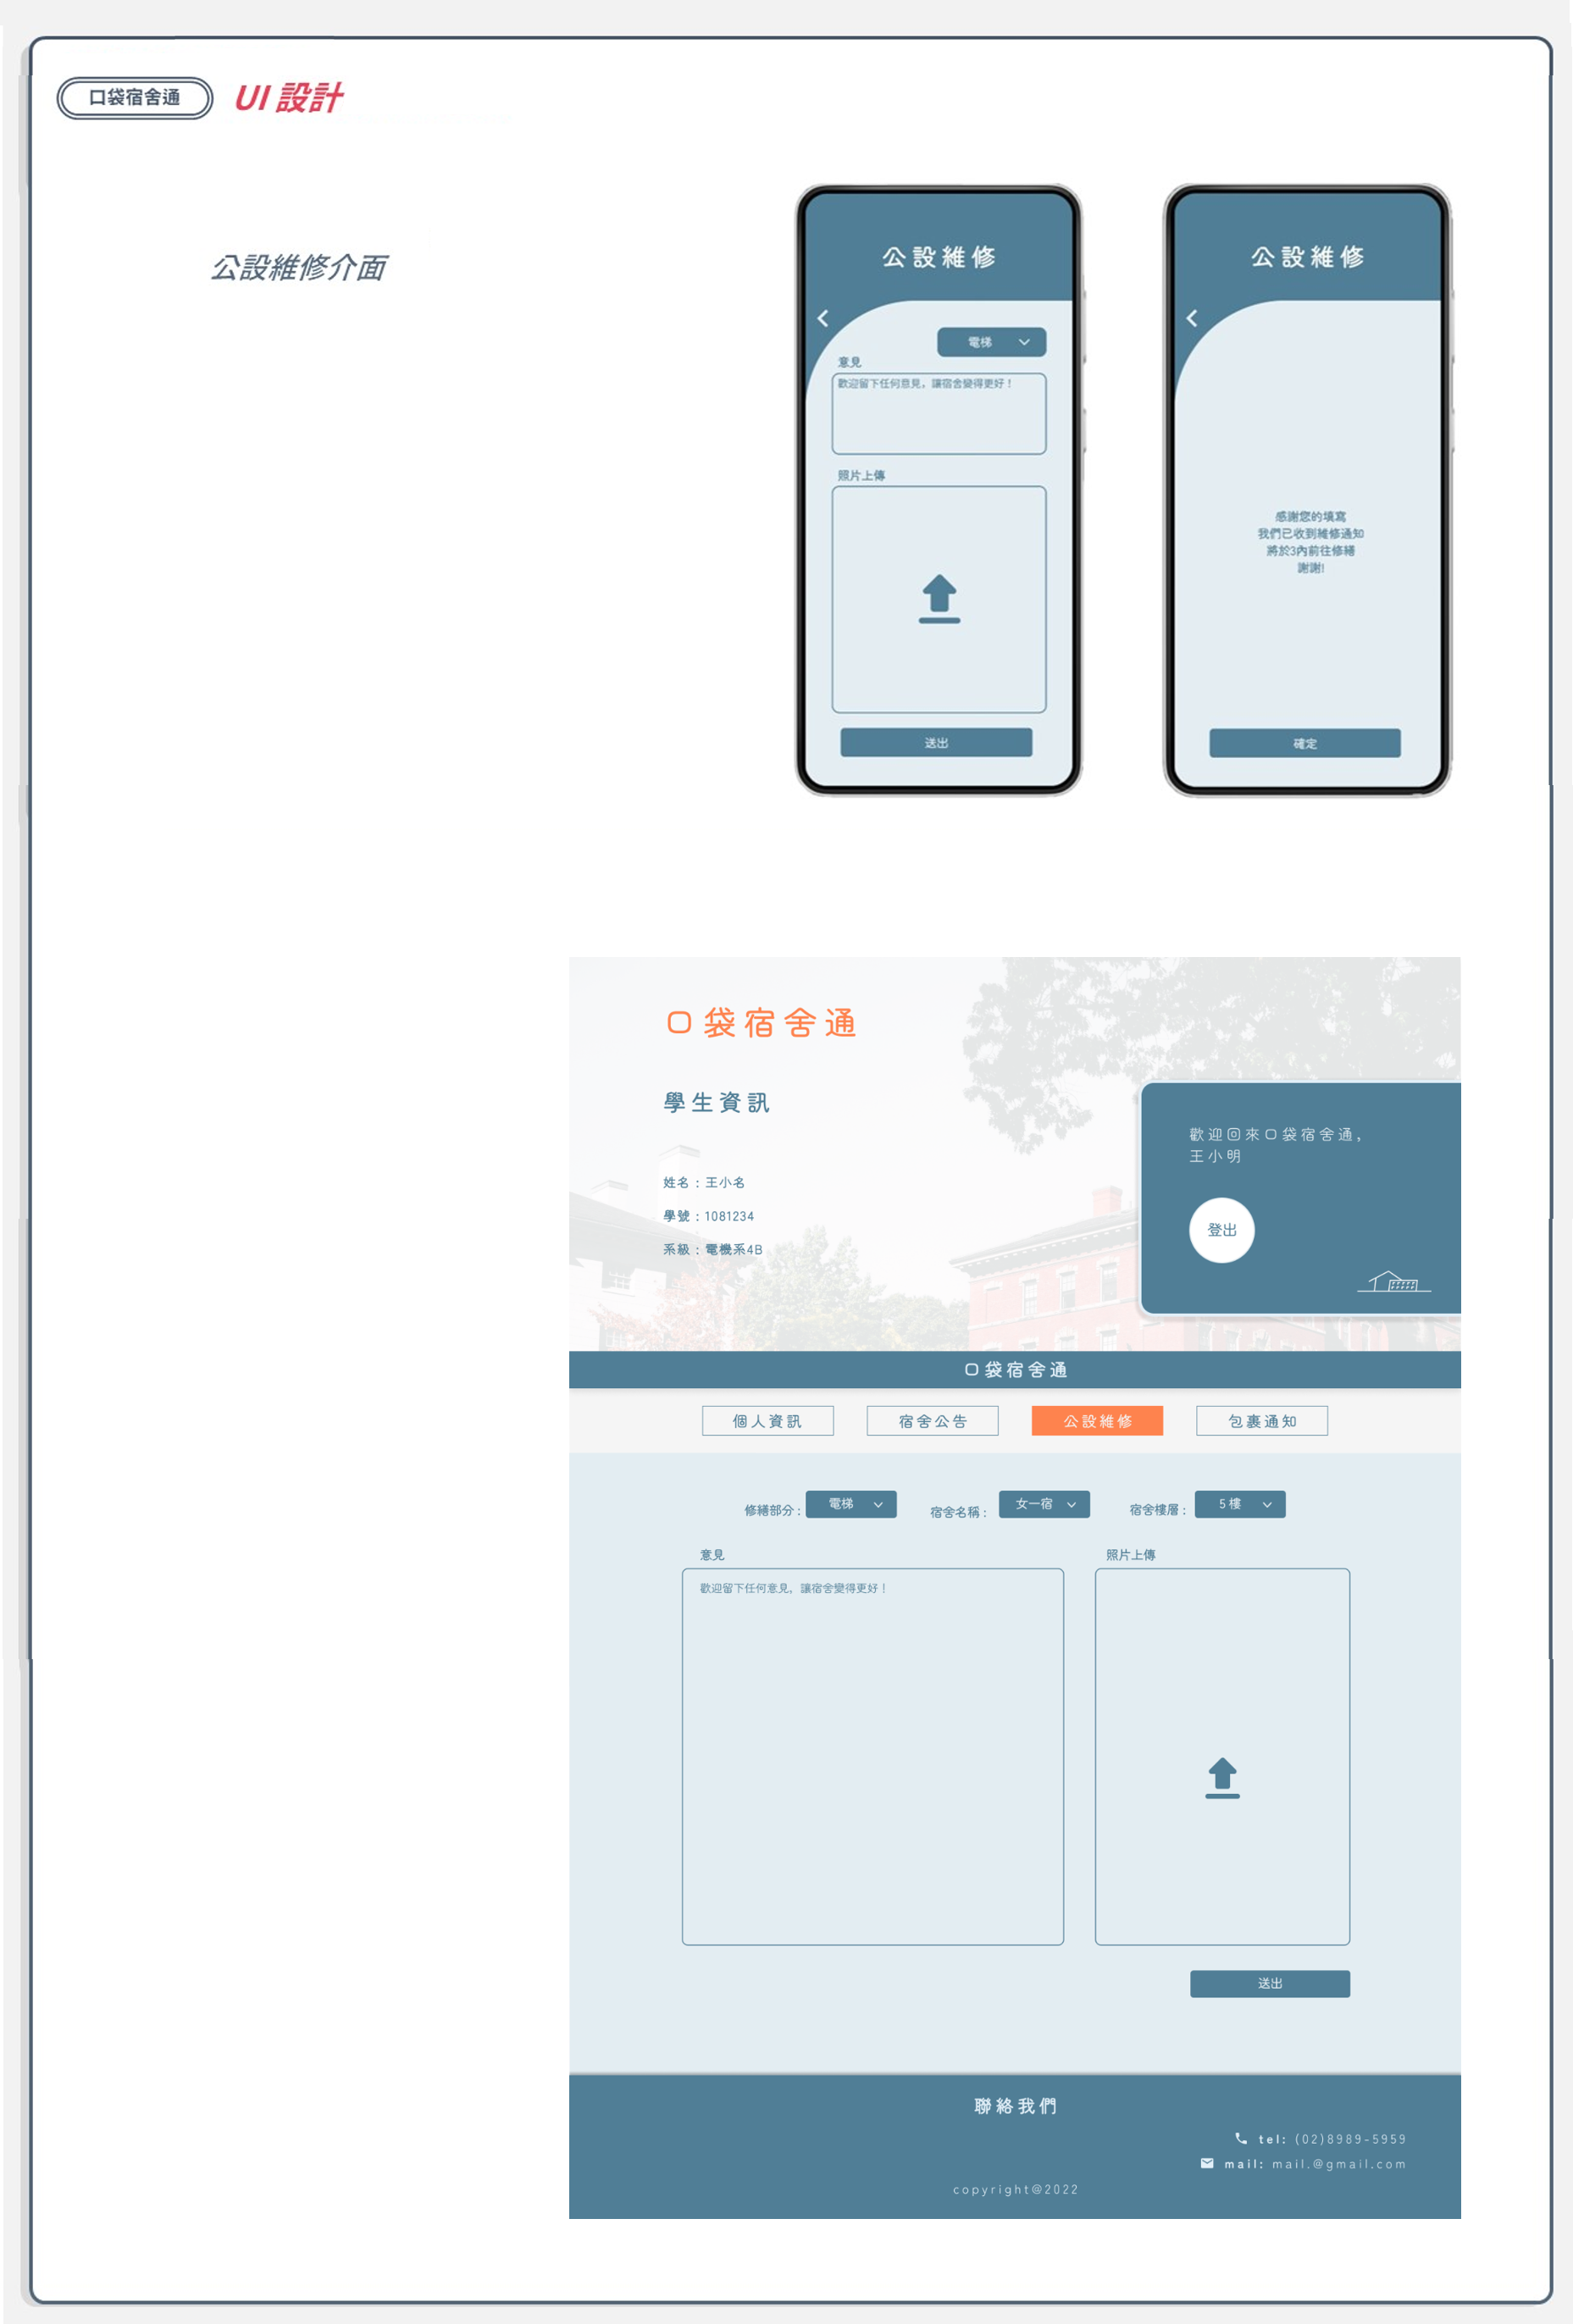 口袋宿舍通
UI 設計
公設維修介面
公設維修
電梯
意見
歡迎留下任何意見，讓宿舍變得更好！
照片上傳
送出
公設維修
感謝您的填寫
我們已收到維修通知
將於3內前往修繕
謝謝!
確定
口袋宿舍通
學生資訊
姓名：王小名
學號：1081234
系級：電機系4B
歡迎回來口袋宿舍通，
王小明
登出
口袋宿舍通
個人資訊 宿舍公告 公設維修 包裹通知
修繕部分： 電梯 宿舍名稱： 女一宿 宿舍樓層： 5 樓
意見
歡迎留下任何意見，讓宿舍變得更好！
照片上傳
送出
聯絡我們
tel: (02)8989-5959
mail: mail.@gmail.com
copyright@2022